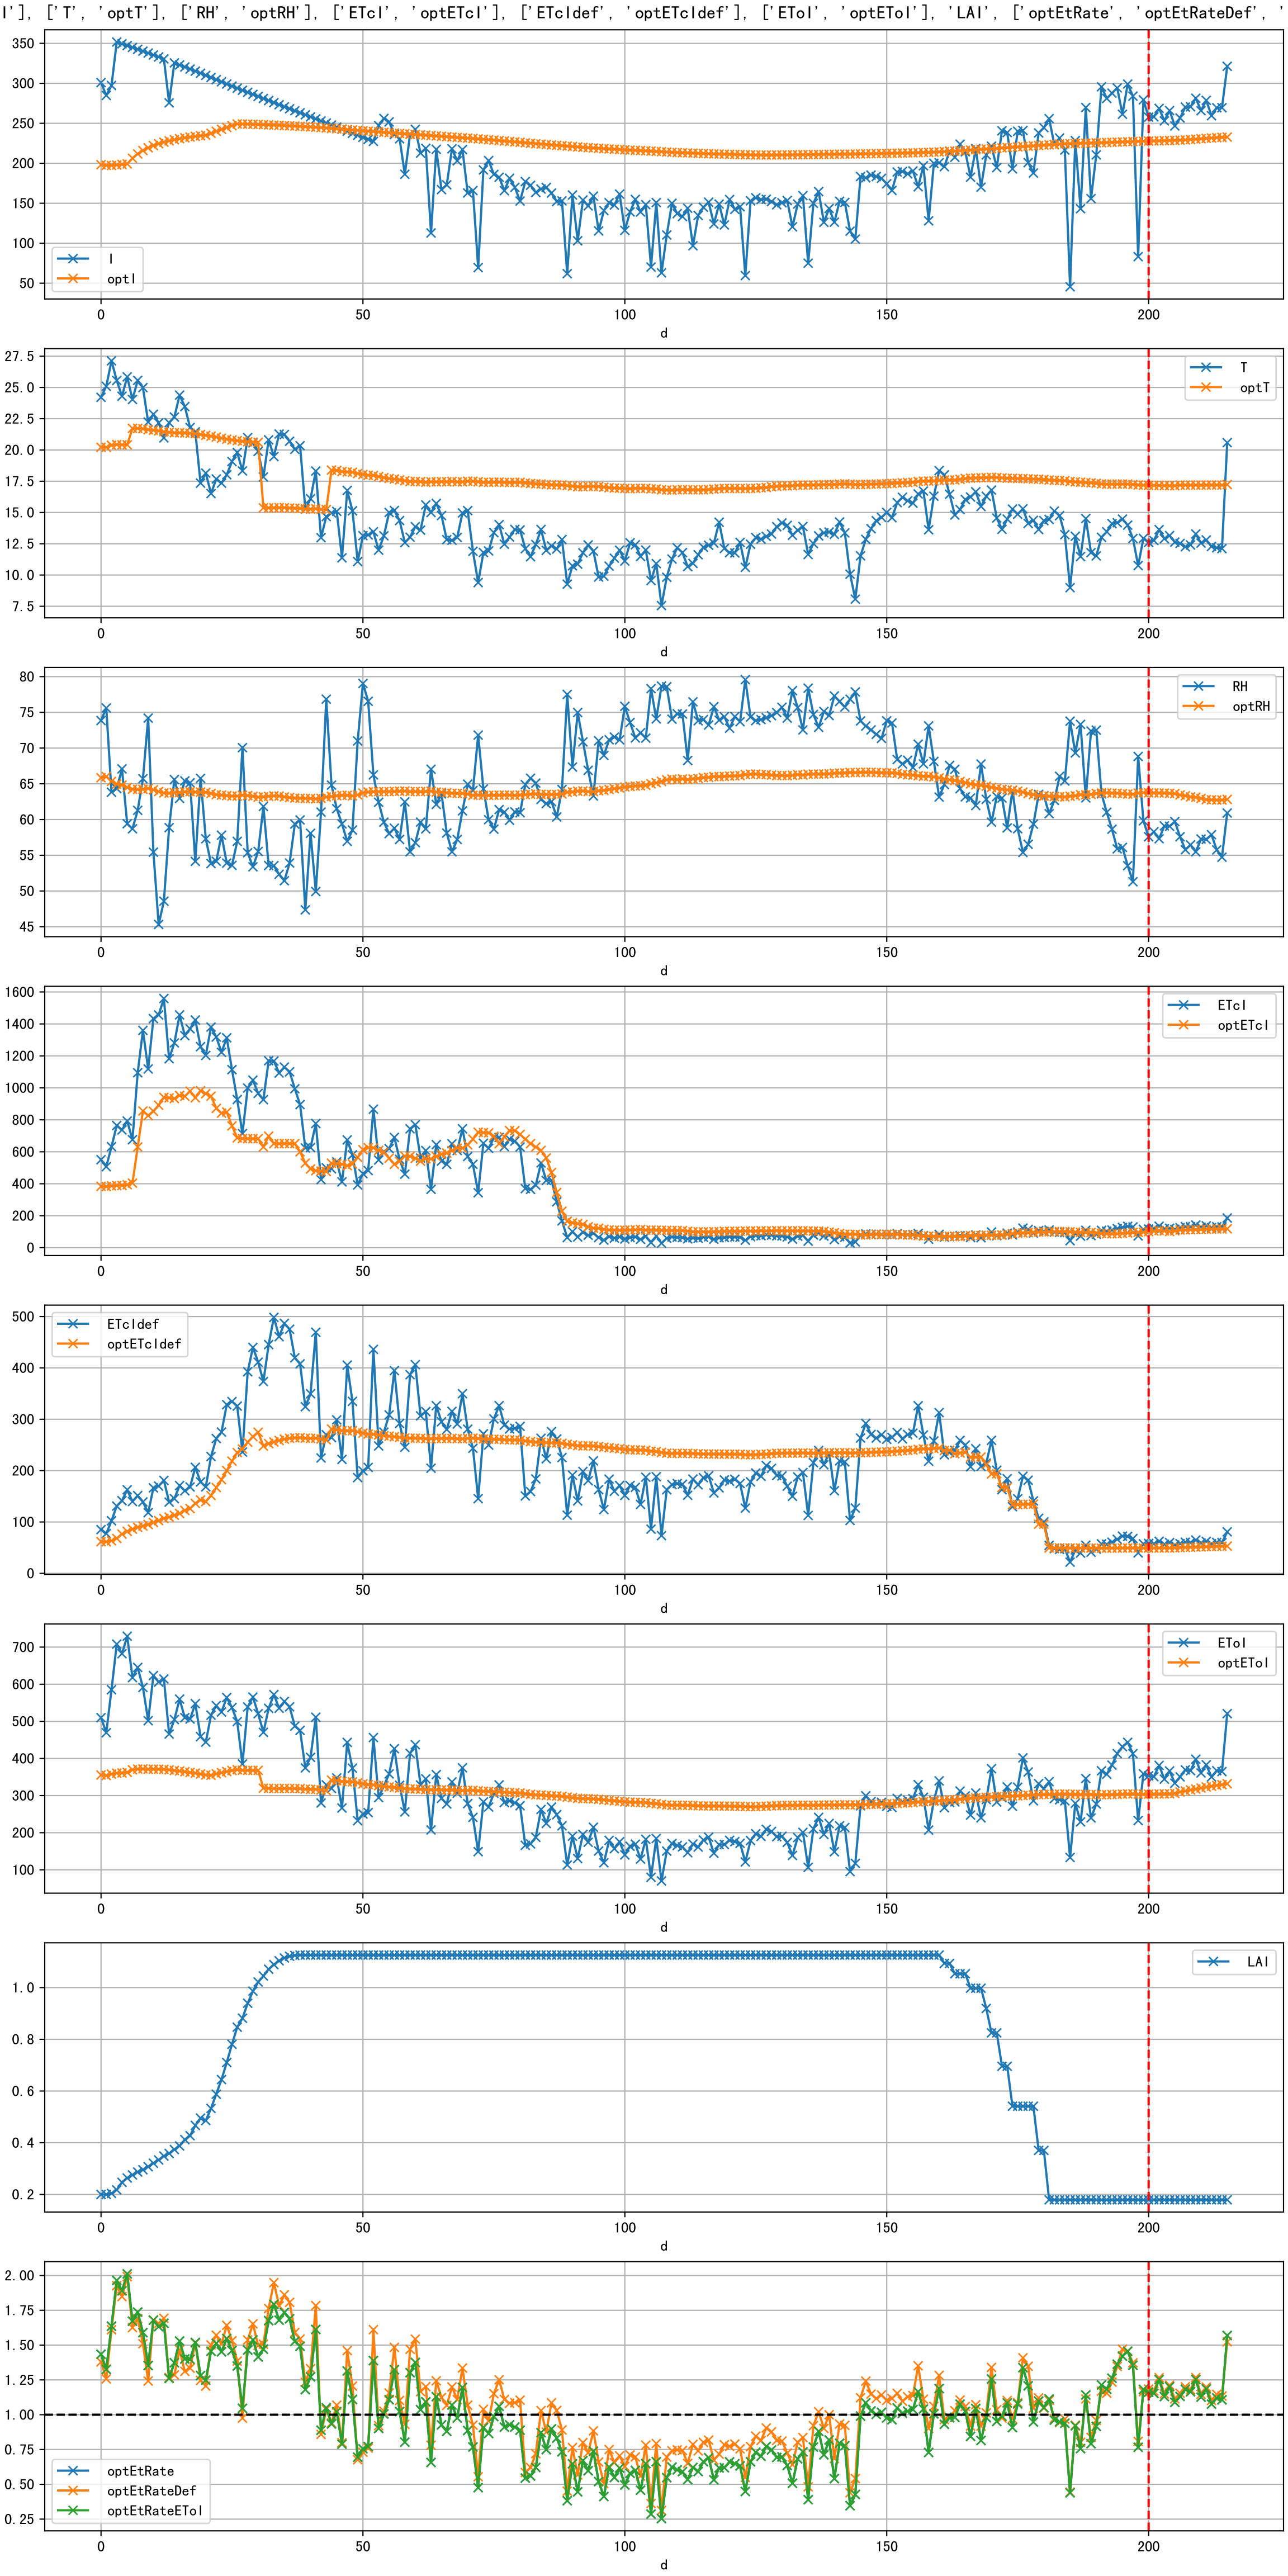 I'], ['T', 'optT'], ['RH', 'optRH'], ['ETcI', 'optETcI'], ['ETcIdef', 'optETcIdef'], ['EToI', 'optEToI'], 'LAI', ['optEtRate', 'optEtRateDef', '
350
300
250
200
150
100
50
I
optI
0 50 100 150 200
d
27.5
25.0
22.5
20.0
17.5
15.0
12.5
10.0
7.5
T
optT
0 50 100 150 200
d
80
75
70
65
60
55
50
45
RH
optRH
0 50 100 150 200
d
1600
1400
1200
1000
800
600
400
200
0
ETcI
optETcI
0 50 100 150 200
d
500
400
300
200
100
0
ETcIdef
optETcIdef
0 50 100 150 200
d
700
600
500
400
300
200
100
EToI
optEToI
0 50 100 150 200
d
1.0
0.8
0.6
0.4
0.2
LAI
0 50 100 150 200
d
2.00
1.75
1.50
1.25
1.00
0.75
0.50
0.25
optEtRate
optEtRateDef
optEtRateEToI
0 50 100 150 200
d